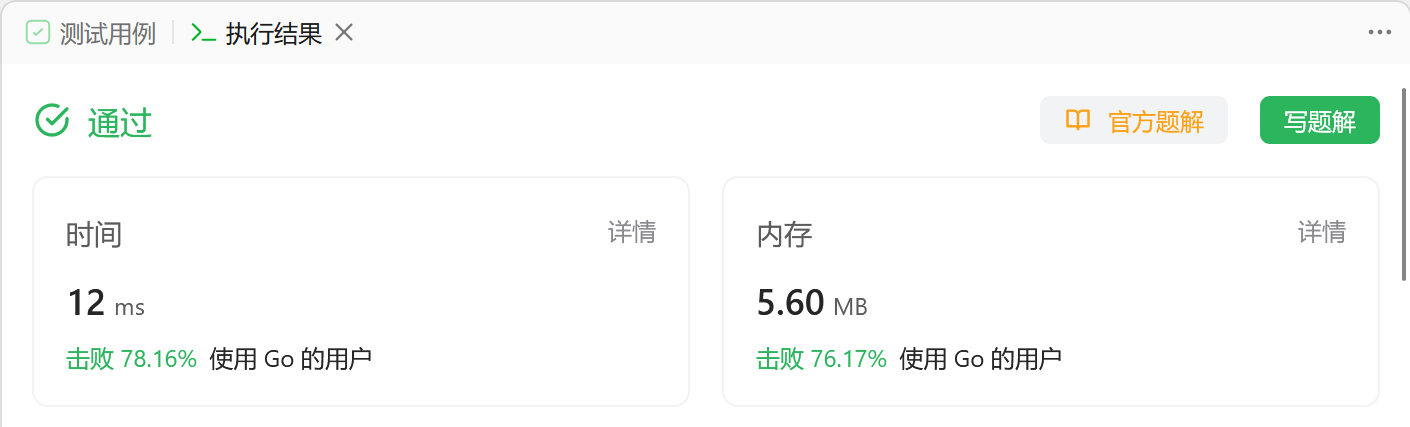 测试用例 执行结果
通过 官方题解 写题解
时间 详情
12 ms
击败 78.16% 使用 Go 的用户
内存 详情
5.60 MB
击败 76.17% 使用 Go 的用户